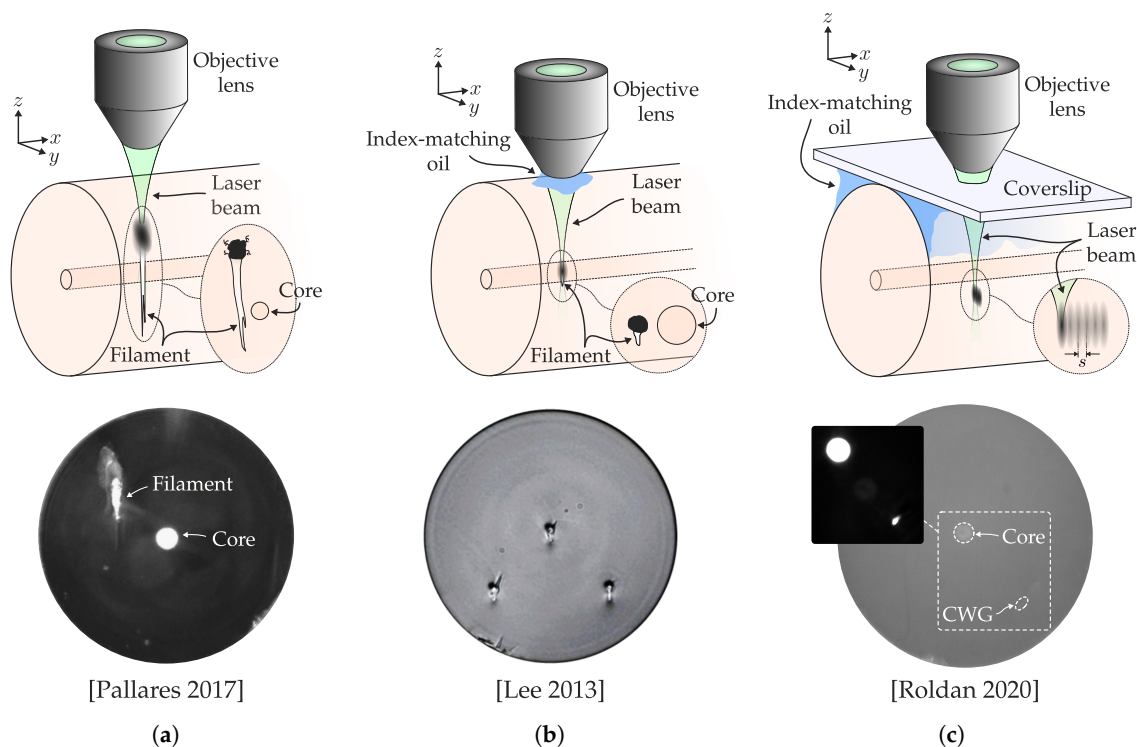 z
x
y
Objective
lens
Laser
beam
Core
Filament
z
x
y
Objective
lens
Index-matching
oil
Laser
beam
Core
Filament
z
x
y
Objective
lens
Index-matching
oil
Coverslip
Laser
beam
s
Filament
Core
Core
CWG
[Pallares 2017]
[Lee 2013]
[Roldan 2020]
(a)
(b)
(c)